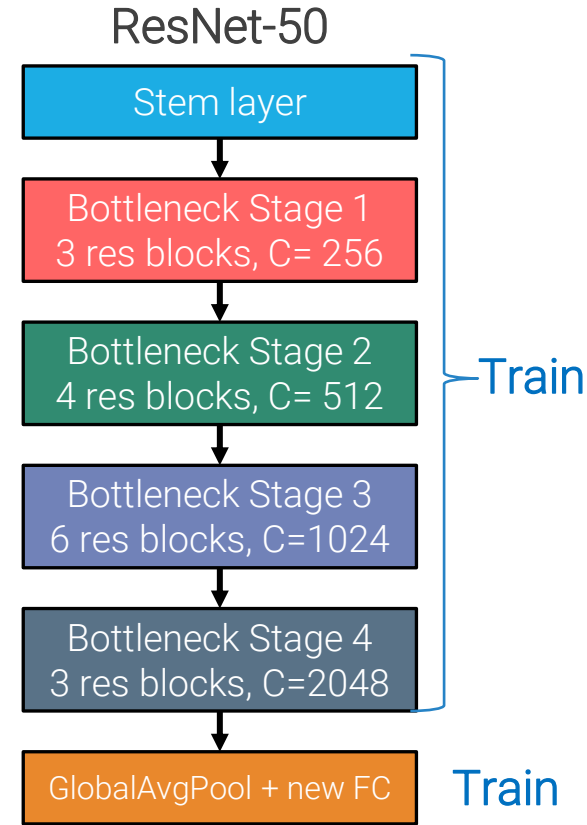 ResNet-50
Stem layer
Bottleneck Stage 1
3 res blocks, C= 256
Bottleneck Stage 2
4 res blocks, C= 512
Train
Bottleneck Stage 3
6 res blocks, C=1024
Bottleneck Stage 4
3 res blocks, C=2048
GlobalAvgPool + new FC
Train